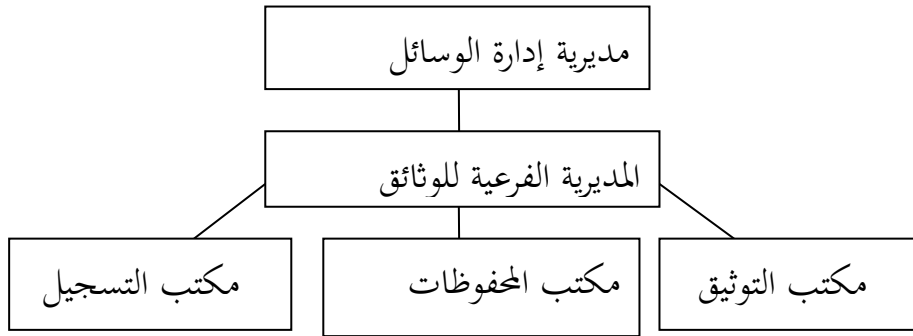 مديرية إدارة الوسائل
المديرية الفرعية للوثائق
مكتب التوثيق
مكتب المحفوظات
مكتب التسجيل